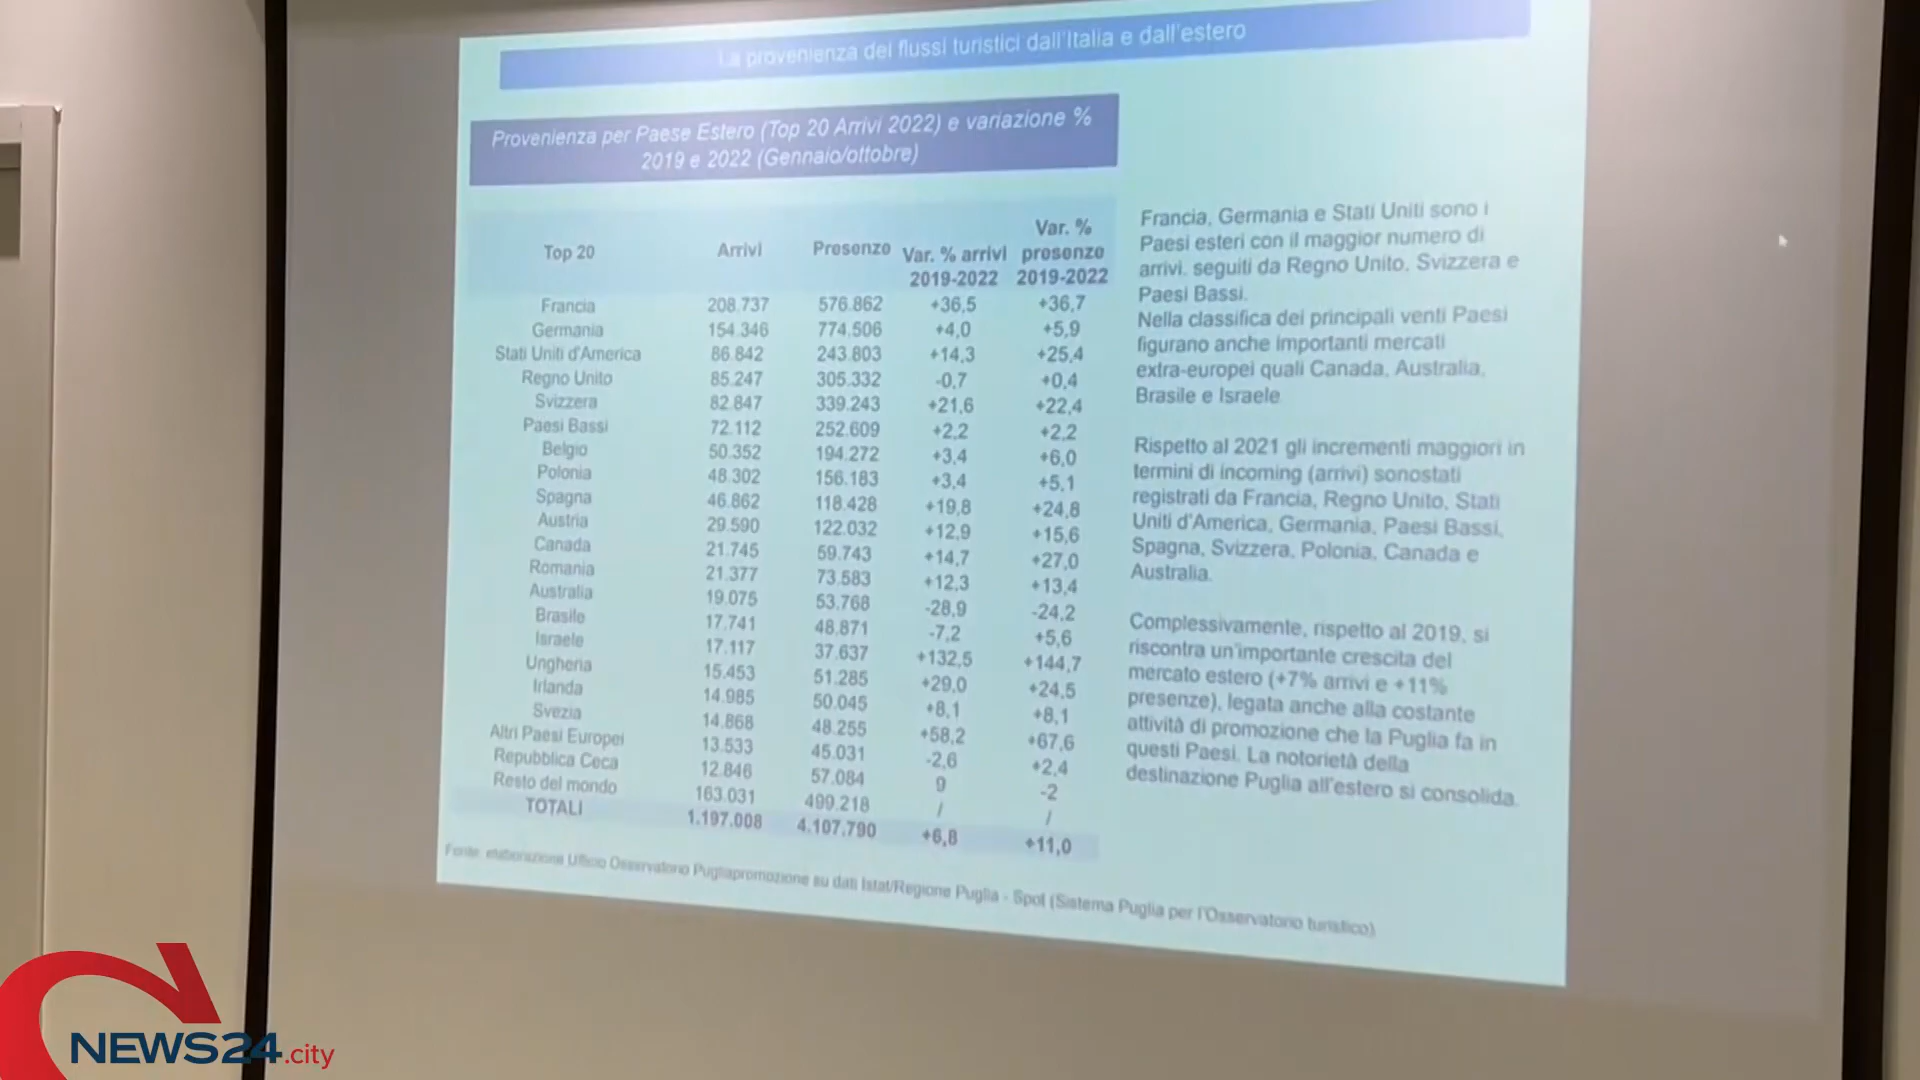 La provenienza dei flussi turistici dall'Italia e dall'estero
Provenienza per Paese Estero (Top 20 Arrivi 2022) e variazione %
2019 e 2022 (Gennaio/ottobre)
Top 20 Arrivi Presenze Var. % arrivi 2019-2022 Var. % presenze 2019-2022
Francia 208.737 576.862 +36,5 +36,7
Germania 154.346 774.506 +4,0 +5,9
Stati Uniti d'America 86.842 243.803 +14,3 +25,4
Regno Unito 85.247 305.332 -0,7 +0,4
Svizzera 82.847 339.243 +21,6 +22,4
Paesi Bassi 72.112 252.609 +2,2 +2,2
Belgio 50.352 194.272 +3,4 +6,0
Polonia 48.302 156.183 +3,4 +5,1
Spagna 46.862 118.428 +19,8 +24,8
Austria 29.590 122.032 +12,9 +15,6
Canada 21.745 59.743 +14,7 +27,0
Romania 21.377 73.583 +12,3 +13,4
Australia 19.075 53.768 -28,9 -24,2
Brasile 17.741 48.871 -7,2 +5,6
Israele 17.117 37.637 +132,5 +144,7
Ungheria 15.453 51.285 +29,0 +24,5
Irlanda 14.985 50.045 +8,1 +8,1
Svezia 14.868 48.255 +58,2 +67,6
Altri Paesi Europei 13.533 45.031 -2,6 +2,4
Repubblica Ceca 12.846 57.084 9 -2
Resto del mondo 163.031 499.218 / /
TOTALI 1.197.008 4.107.790 +6,8 +11,0
Francia, Germania e Stati Uniti sono i
Paesi esteri con il maggior numero di
arrivi, seguiti da Regno Unito, Svizzera e
Paesi Bassi.
Nella classifica dei principali venti Paesi
figurano anche importanti mercati
extra-europei quali Canada, Australia,
Brasile e Israele
Rispetto al 2021 gli incrementi maggiori in
termini di incoming (arrivi) sonostati
registrati da Francia, Regno Unito, Stati
Uniti d'America, Germania, Paesi Bassi,
Spagna, Svizzera, Polonia, Canada e
Australia.
Complessivamente, rispetto al 2019, si
riscontra un'importante crescita del
mercato estero (+7% arrivi e +11%
presenze), legata anche alla costante
attività di promozione che la Puglia fa in
questi Paesi. La notorietà della
destinazione Puglia all'estero si consolida.
Fonte: elaborazione Ufficio Osservatorio Pugliapromozione su dati Istat/Regione Puglia - Spot (Sistema Puglia per l'Osservatorio turistico)
NEWS24.city